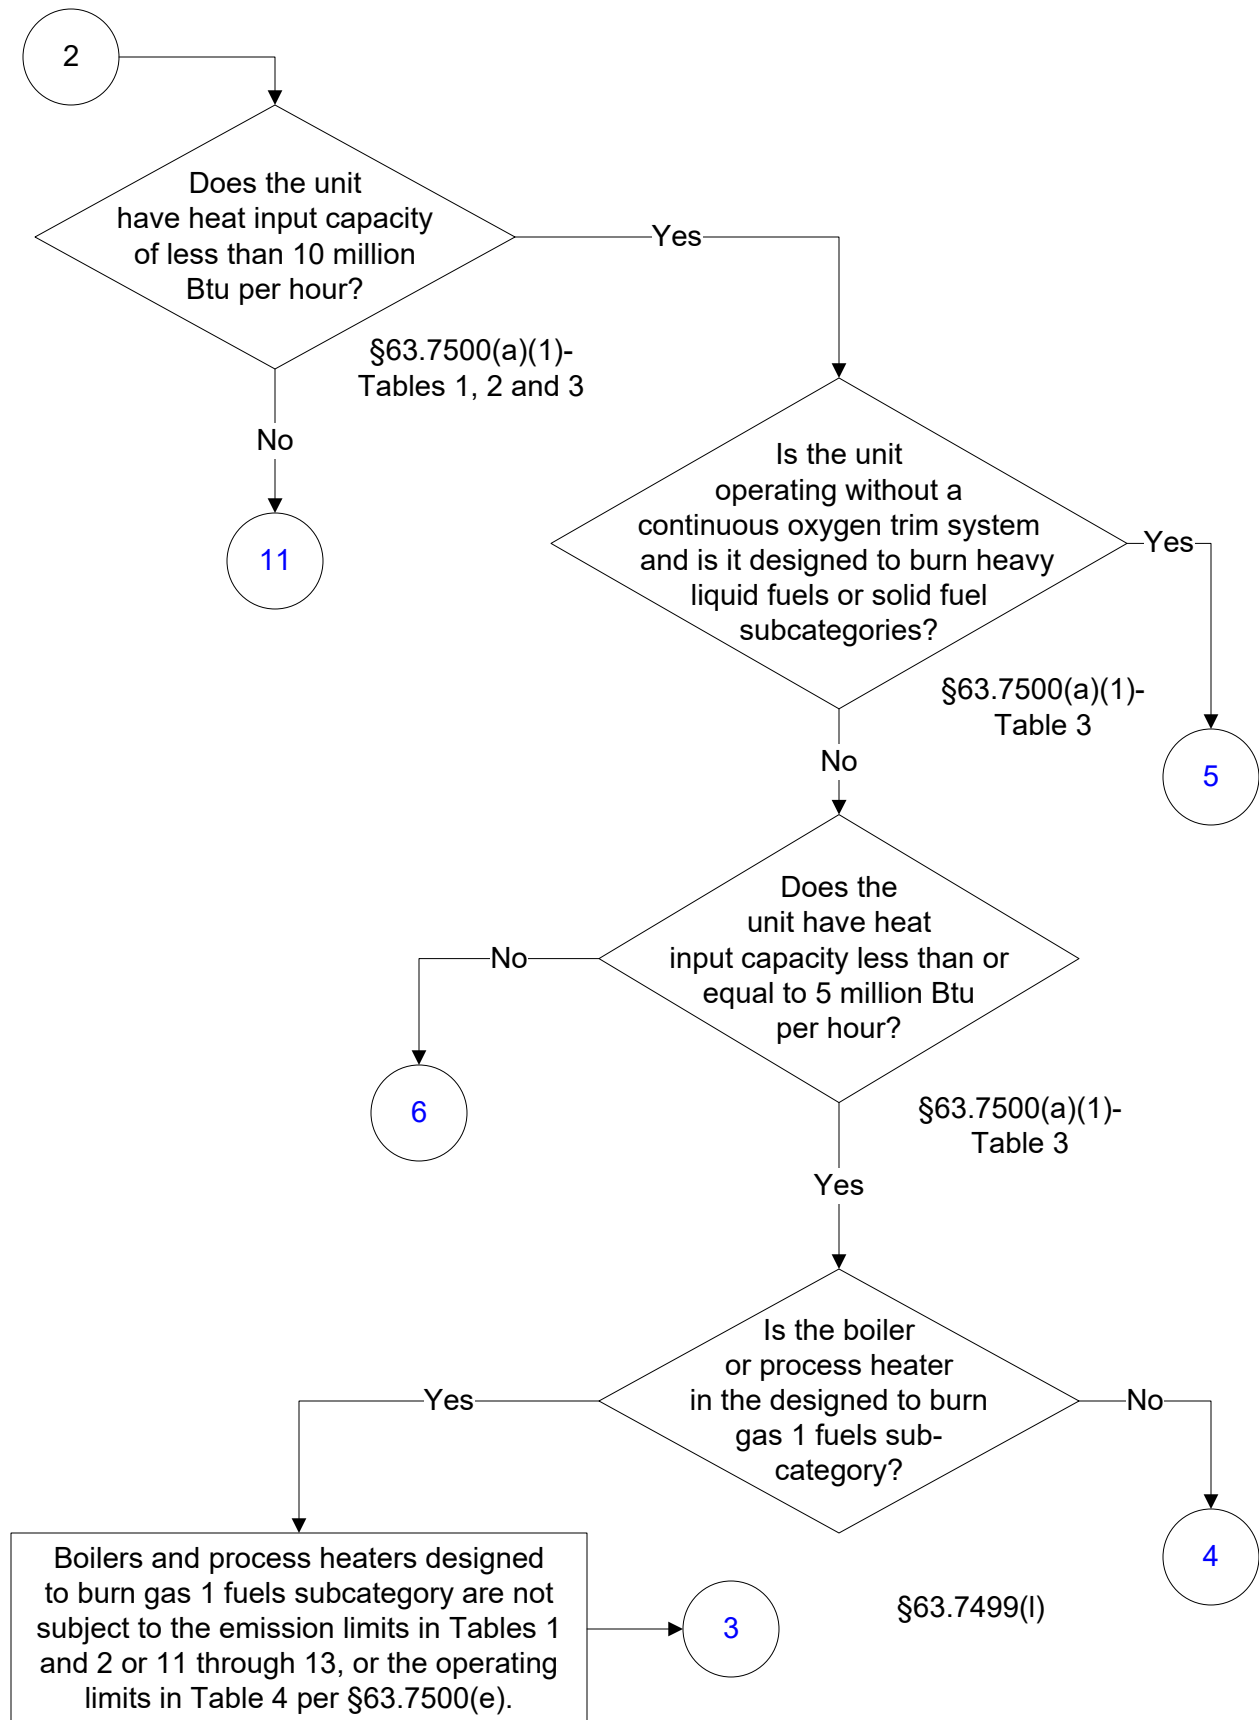 2
Does the unit
have heat input capacity
of less than 10 million
Btu per hour?
Yes
§63.7500(a)(1)-
Tables 1, 2 and 3
No
11
Is the unit
operating without a
continuous oxygen trim system
and is it designed to burn heavy
liquid fuels or solid fuel
subcategories?
Yes
§63.7500(a)(1)-
Table 3
5
No
Does the
unit have heat
input capacity less than or
equal to 5 million Btu
per hour?
No
6
§63.7500(a)(1)-
Table 3
Yes
Is the boiler
or process heater
in the designed to burn
gas 1 fuels sub-
category?
Yes
No
4
Boilers and process heaters designed
to burn gas 1 fuels subcategory are not
subject to the emission limits in Tables 1
and 2 or 11 through 13, or the operating
limits in Table 4 per §63.7500(e).
3
§63.7499(l)